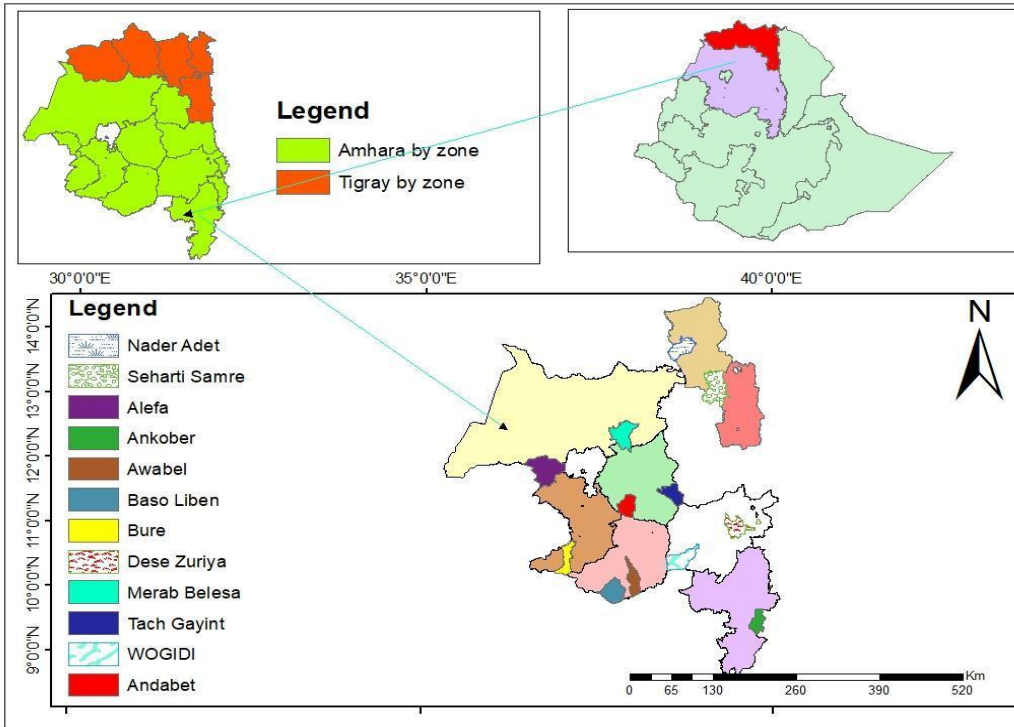 Legend
Amhara by zone
Tigray by zone
30°0'0"E
35°0'0"E
40°0'0"E
Legend
Nader Adet
Seharti Samre
Alefa
Ankober
Awabel
Baso Liben
Bure
Dese Zuriya
Merab Belesa
Tach Gayint
WOGIDI
Andabet
14°0'0"N
13°0'0"N
12°0'0"N
11°0'0"N
10°0'0"N
9°0'0"N
N
Km
0 65 130 260 390 520